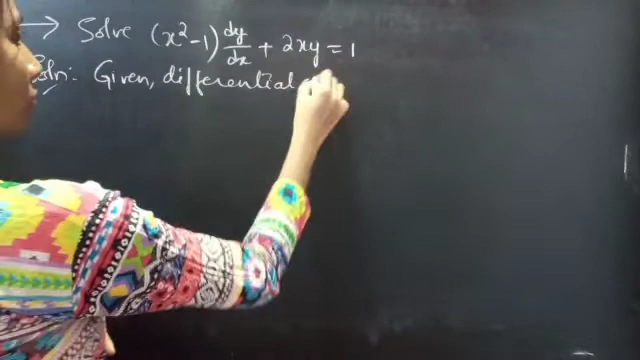 → Solve (x²-1) dy/dx + 2xy = 1
Soln: Given, differential